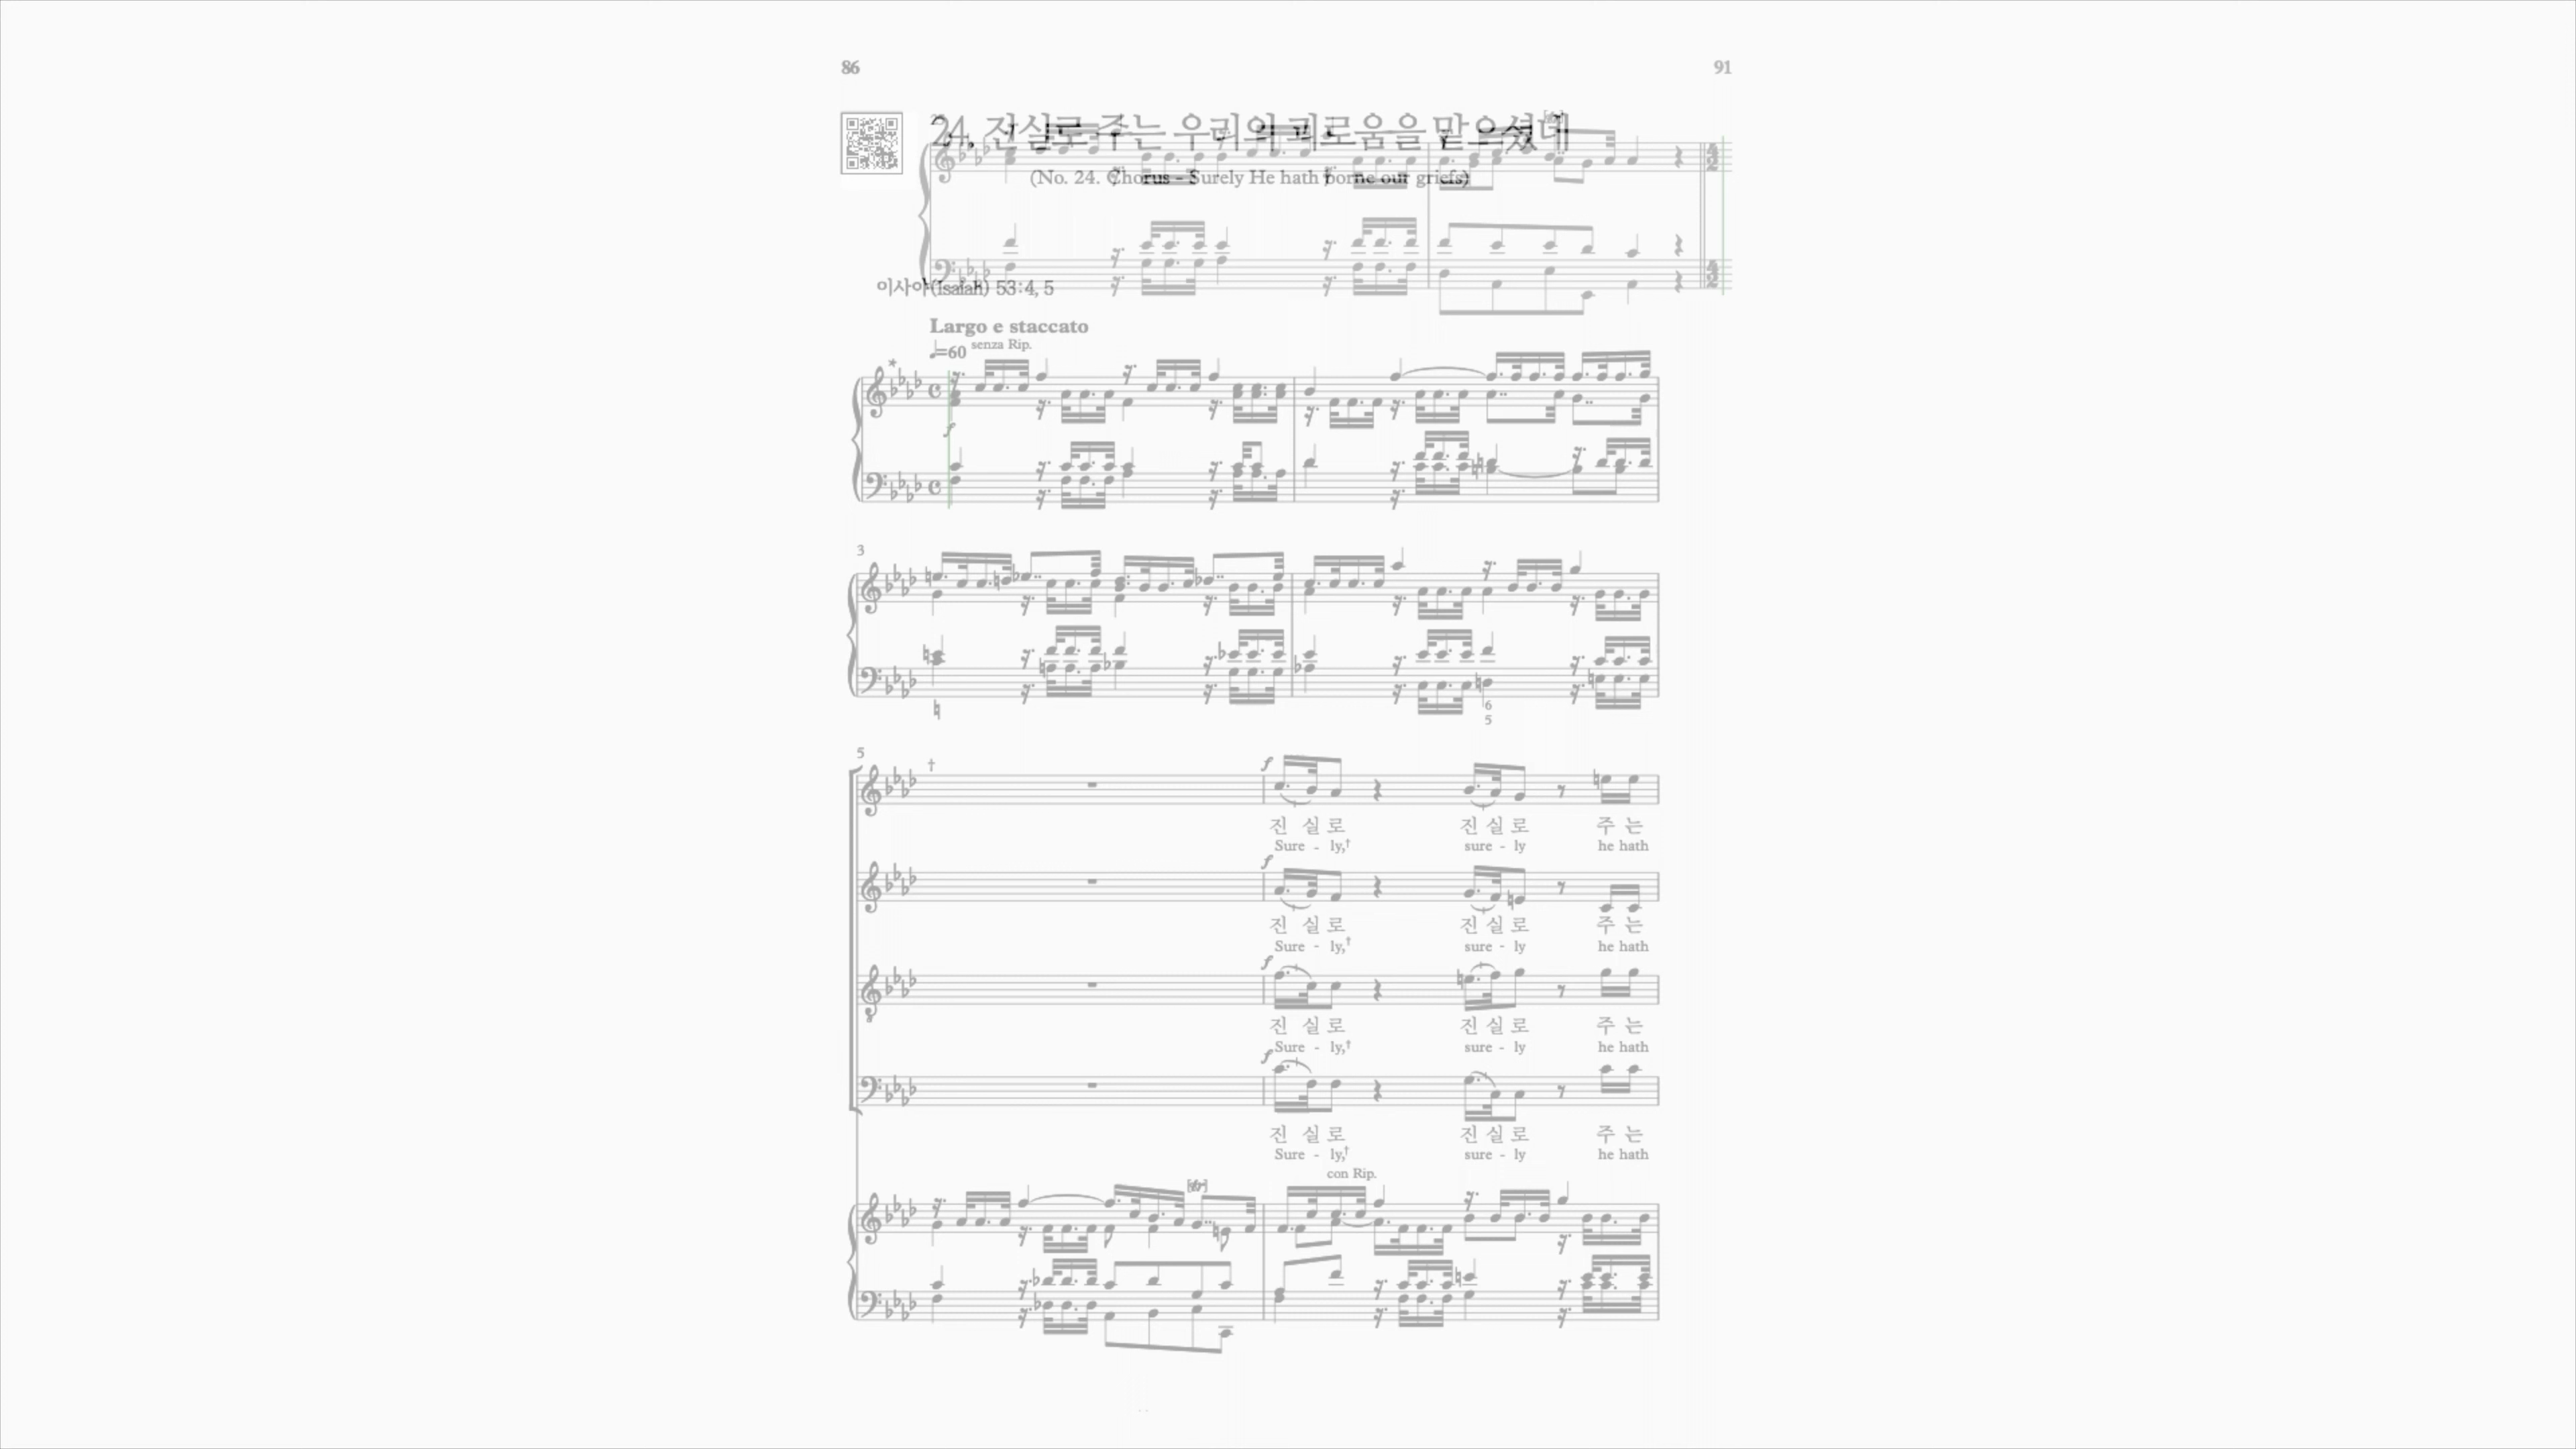 86
91
24. 진실로 주는 우리의 괴로움을 맡으셨네
(No. 24. Chorus - Surely He hath borne our griefs)
이사야(Isaiah) 53:4, 5
Largo e staccato
♩=60 senza Rip.
f
3
6
5
5
f
진 실 로 진 실 로 주 는
Sure - ly,† sure - ly he hath
f
진 실 로 진 실 로 주 는
Sure - ly,† sure - ly he hath
f
진 실 로 진 실 로 주 는
Sure - ly,† sure - ly he hath
f
진 실 로 진 실 로 주 는
Sure - ly,† sure - ly he hath
con Rip.
[tr]